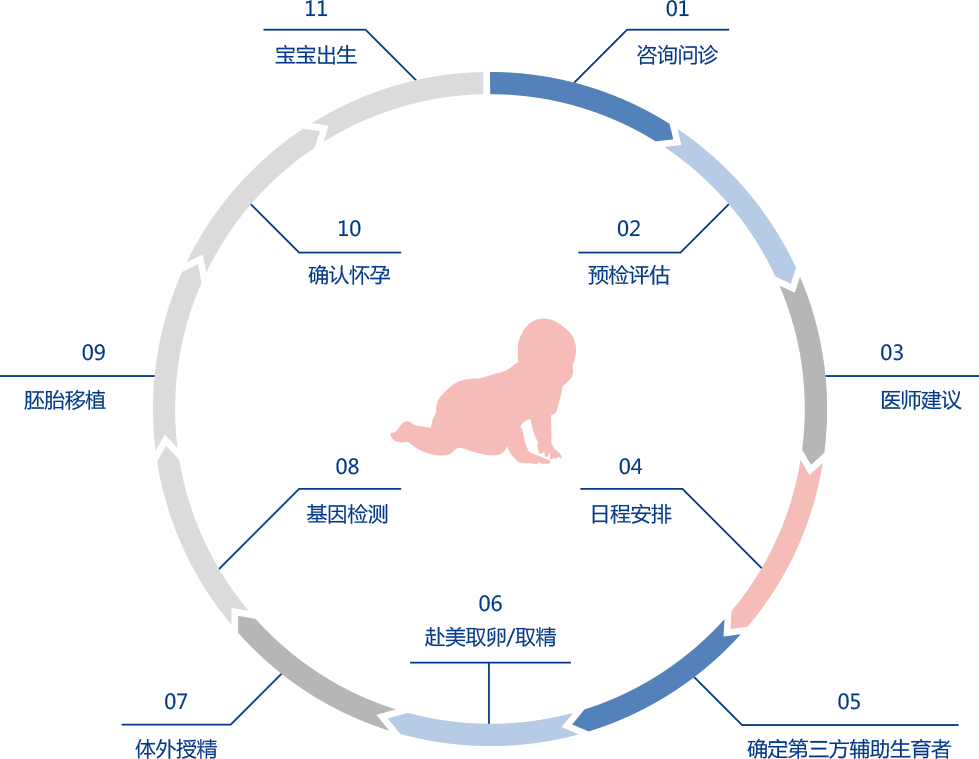 01
咨询问诊
02
预检评估
03
医师建议
04
日程安排
05
确定第三方辅助生育者
06
赴美取卵/取精
07
体外授精
08
基因检测
09
胚胎移植
10
确认怀孕
11
宝宝出生